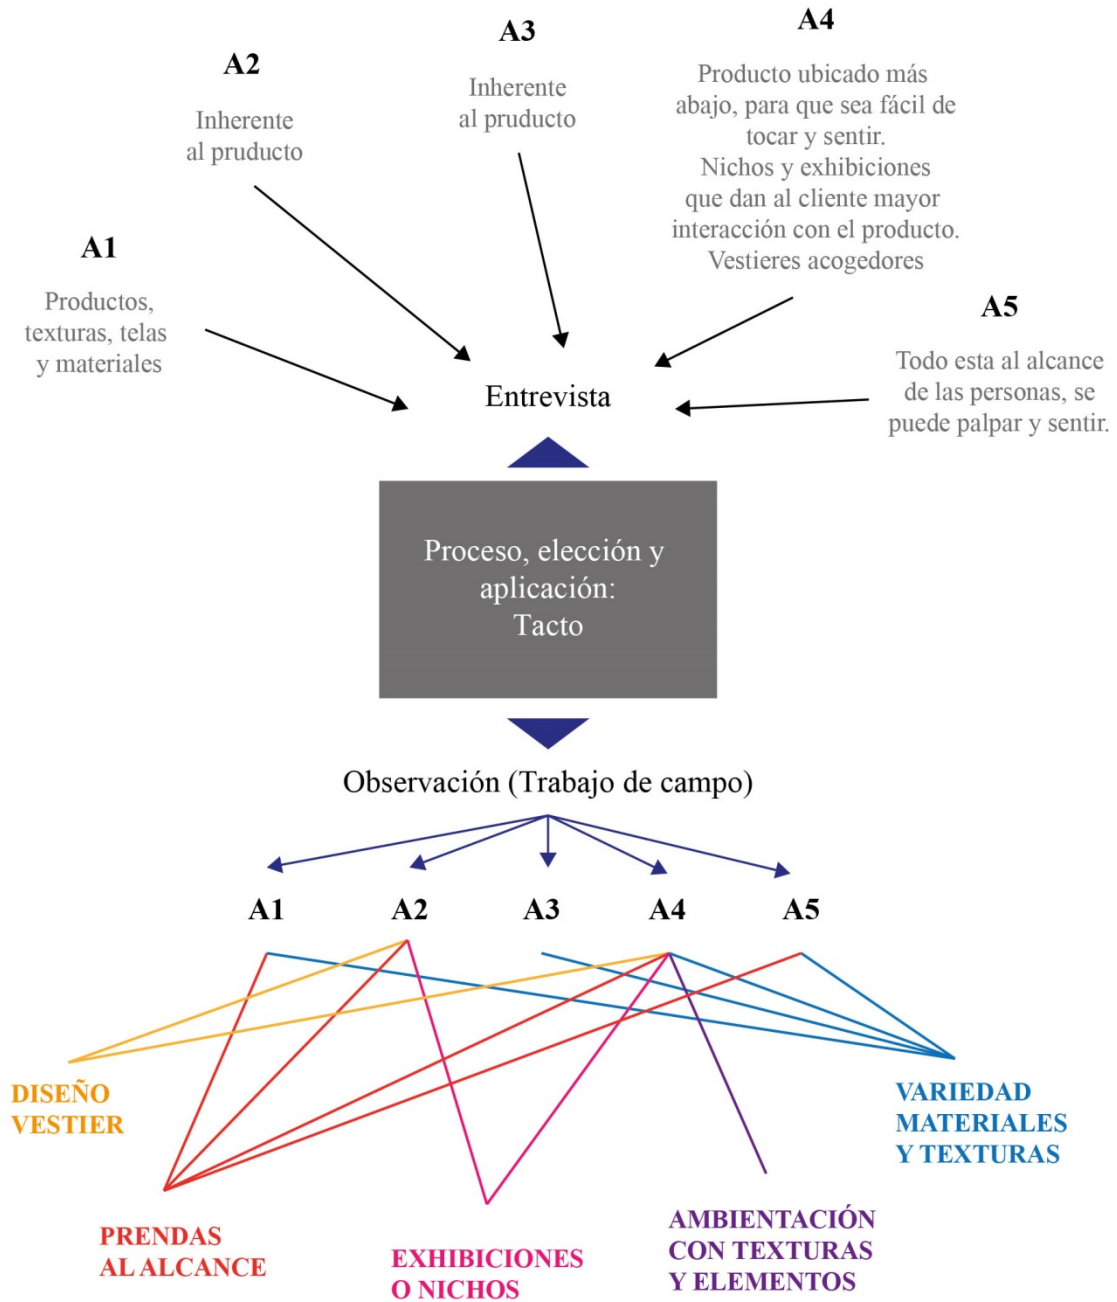 A1
Productos,
texturas, telas
y materiales
A2
Inherente
al pruducto
A3
Inherente
al pruducto
A4
Producto ubicado más
abajo, para que sea fácil de
tocar y sentir.
Nichos y exhibiciones
que dan al cliente mayor
interacción con el producto.
Vestieres acogedores
A5
Todo esta al alcance
de las personas, se
puede palpar y sentir.
Entrevista
Proceso, elección y
aplicación:
Tacto
Observación (Trabajo de campo)
A1 A2 A3 A4 A5
DISEÑO
VESTIER
PRENDAS
AL ALCANCE
EXHIBICIONES
O NICHOS
AMBIENTACIÓN
CON TEXTURAS
Y ELEMENTOS
VARIEDAD
MATERIALES
Y TEXTURAS